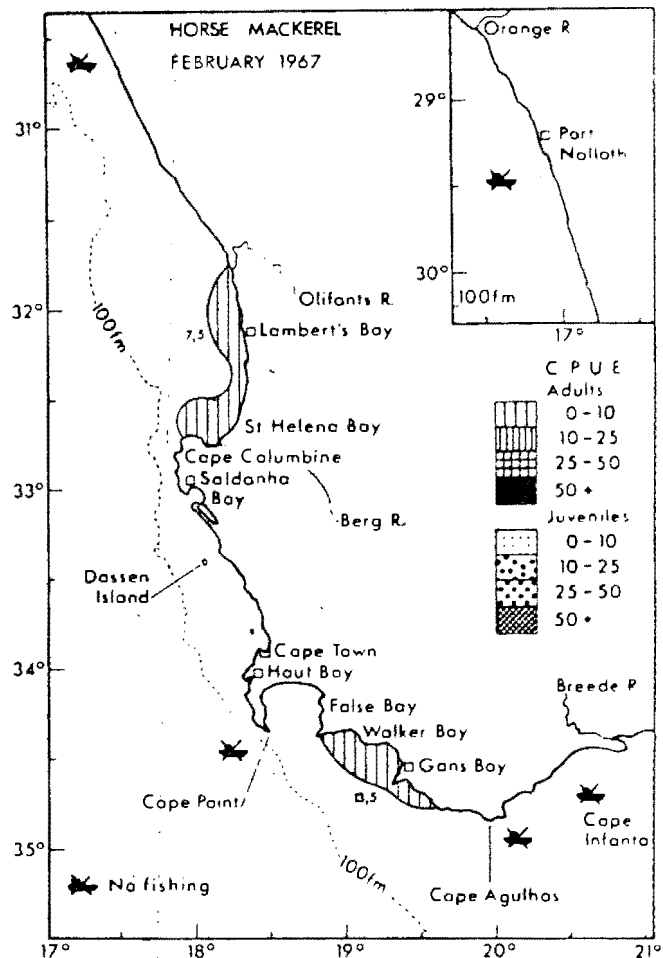 HORSE MACKEREL
FEBRUARY 1967
Orange R
29°
Port
Nolloth
30°
100fm
17°
31°
32°
33°
34°
35°
100fm
Olifants R.
7,5
Lambert's Bay
St Helena Bay
Cape Columbine
Saldanha
Bay
Berg R.
Dassen
Island
Cape Town
Haut Bay
False Bay
Walker Bay
Gans Bay
3,5
Cape Point
Breede R
Cape
Infanta
Cape Agulhas
100fm
No fishing
C P U E
Adults
0-10
10-25
25-50
50+
Juveniles
0-10
10-25
25-50
50+
17°
18°
19°
20°
21°